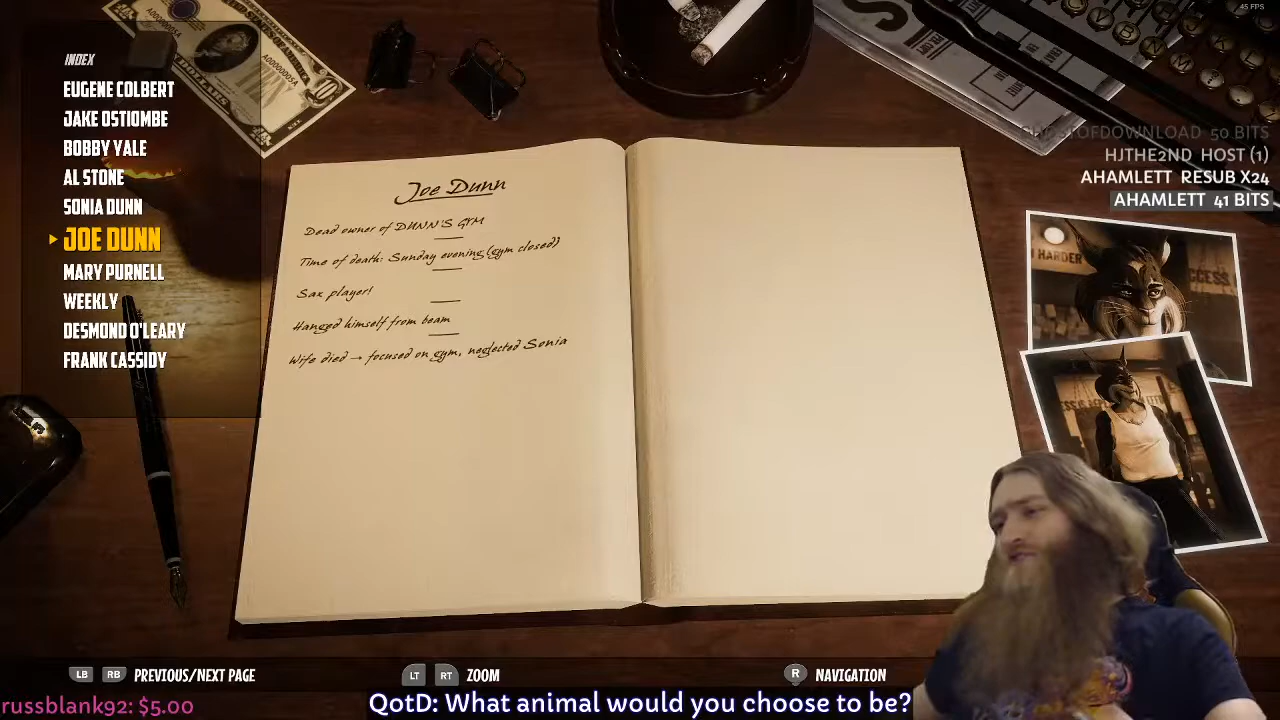 45 FPS
INDEX
EUGENE COLBERT
JAKE OSTIOMBE
BOBBY YALE
AL STONE
SONIA DUNN
JOE DUNN
MARY PURNELL
WEEKLY
DESMOND O'LEARY
FRANK CASSIDY
Joe Dunn
Dead owner of DUNN'S GYM
Time of death: Sunday evening (gym closed)
Sax player!
Hanged himself from beam
Wife died → focused on gym, neglected Sonia
50 BITS
HJTHE2ND HOST (1)
AHAMLETT RESUB X24
AHAMLETT 41 BITS
HARDER
LB RB PREVIOUS/NEXT PAGE
LT RT ZOOM
R NAVIGATION
russblank92: $5.00
QotD: What animal would you choose to be?